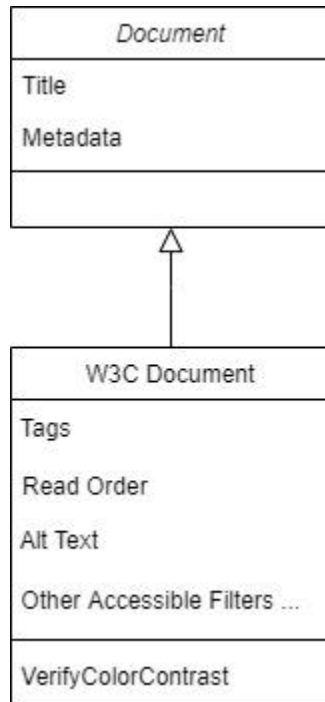 Document
Title
Metadata
W3C Document
Tags
Read Order
Alt Text
Other Accessible Filters ...
VerifyColorContrast